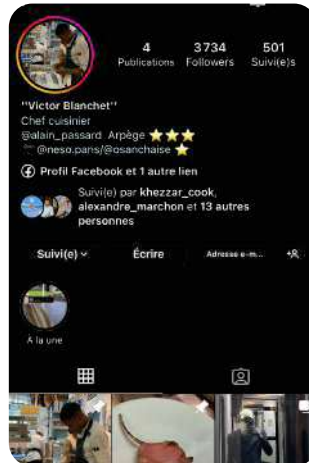 4 3734 501
Publications Followers Suivi(e)s
"Victor Blanchet"
Chef cuisinier
@alain_passard Arpège ⭐⭐⭐
@neso.paris/@osanchaise ⭐
Profil Facebook et 1 autre lien
Suivi(e) par khezzar_cook,
alexandre_marchon et 13 autres
personnes
Suivi(e) Écrire Adresse e-m...
À la une